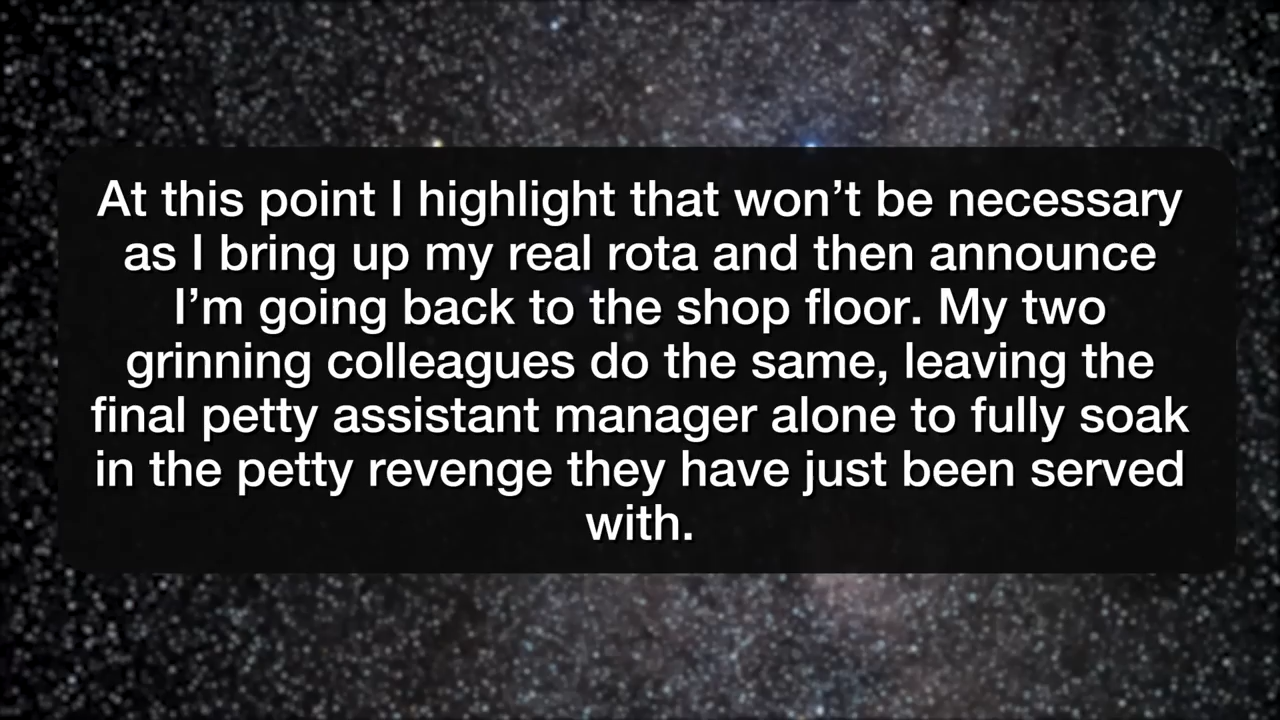 At this point I highlight that won’t be necessary
as I bring up my real rota and then announce
I’m going back to the shop floor. My two
grinning colleagues do the same, leaving the
final petty assistant manager alone to fully soak
in the petty revenge they have just been served
with.